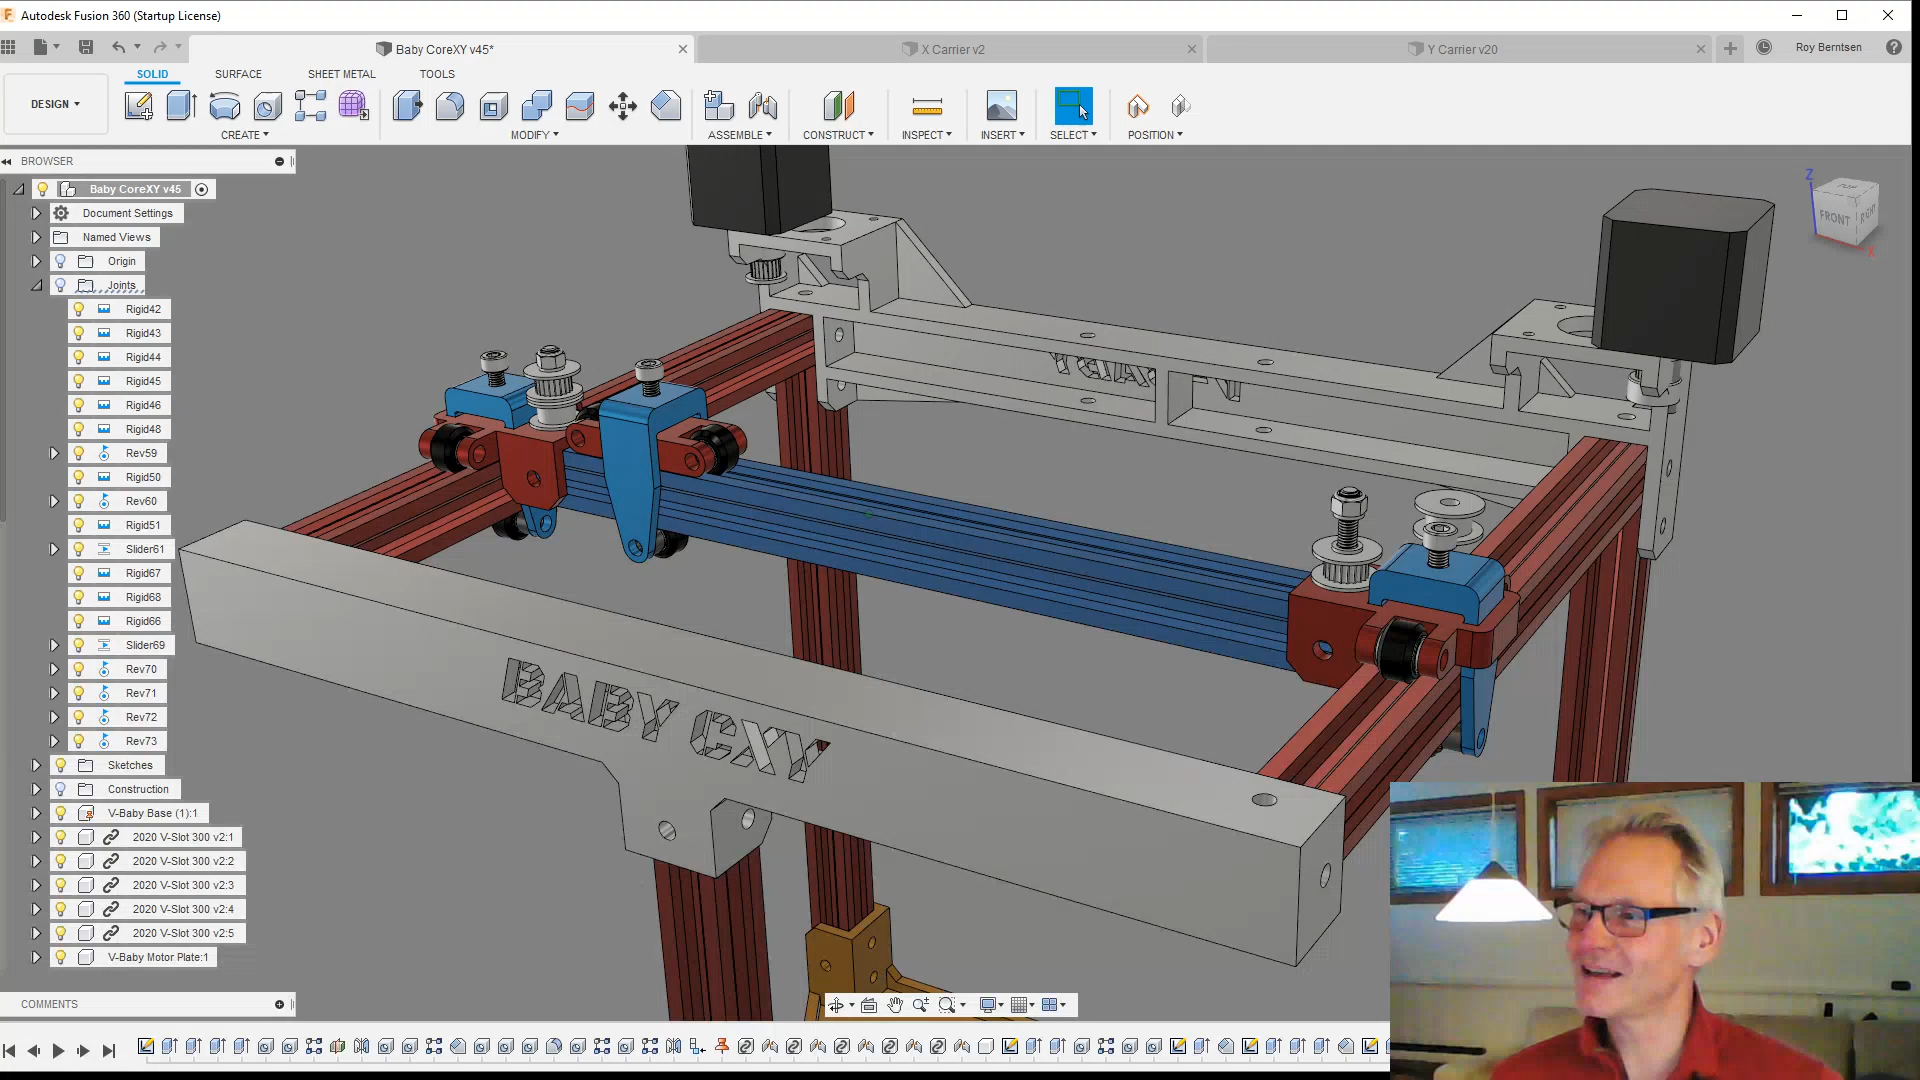 Autodesk Fusion 360 (Startup License)
Baby CoreXY v45*
X Carrier v2
Y Carrier v20
Roy Berntsen
SOLID
SURFACE
SHEET METAL
TOOLS
DESIGN
CREATE
MODIFY
ASSEMBLE
CONSTRUCT
INSPECT
INSERT
SELECT
POSITION
BROWSER
Baby CoreXY v45
Document Settings
Named Views
Origin
Joints
Rigid42
Rigid43
Rigid44
Rigid45
Rigid46
Rigid48
Rev59
Rigid50
Rev60
Rigid51
Slider61
Rigid67
Rigid68
Rigid66
Slider69
Rev70
Rev71
Rev72
Rev73
Sketches
Construction
V-Baby Base (1):1
2020 V-Slot 300 v2:1
2020 V-Slot 300 v2:2
2020 V-Slot 300 v2:3
2020 V-Slot 300 v2:4
2020 V-Slot 300 v2:5
V-Baby Motor Plate:1
COMMENTS
Z
TOP
FRONT
RIGHT
X
BABY CXY